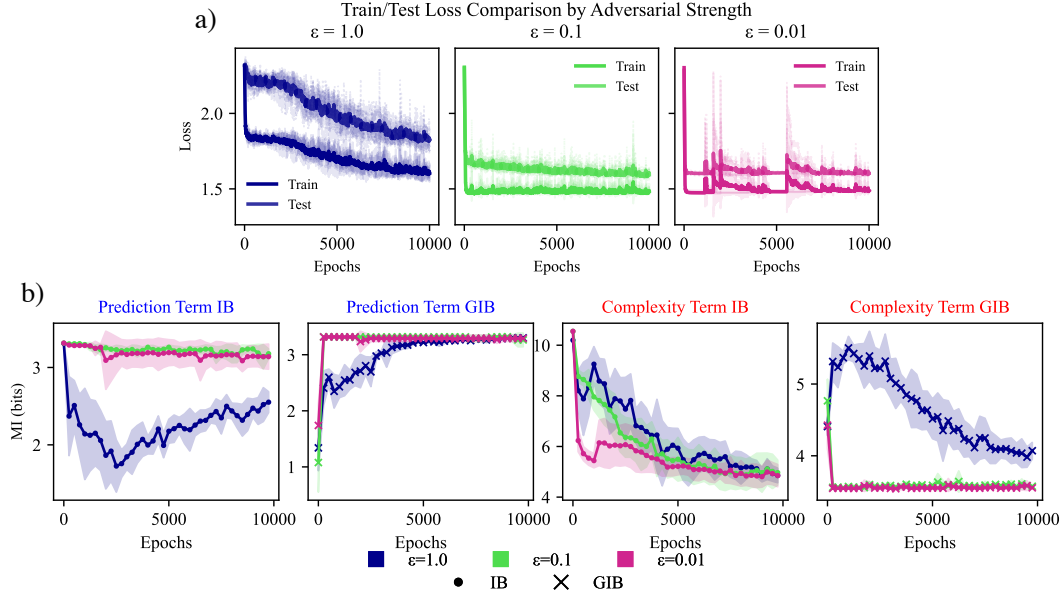 Train/Test Loss Comparison by Adversarial Strength
a)
ε = 1.0
ε = 0.1
ε = 0.01
Loss
2.0
1.5
Train
Test
Train
Test
Train
Test
0
5000
10000
0
5000
10000
0
5000
10000
Epochs
Epochs
Epochs
b)
Prediction Term IB
Prediction Term GIB
Complexity Term IB
Complexity Term GIB
MI (bits)
3
2
3
2
1
10
8
6
4
5
4
0
5000
10000
0
5000
10000
0
5000
10000
0
5000
10000
Epochs
Epochs
Epochs
Epochs
ε=1.0
ε=0.1
ε=0.01
IB
GIB